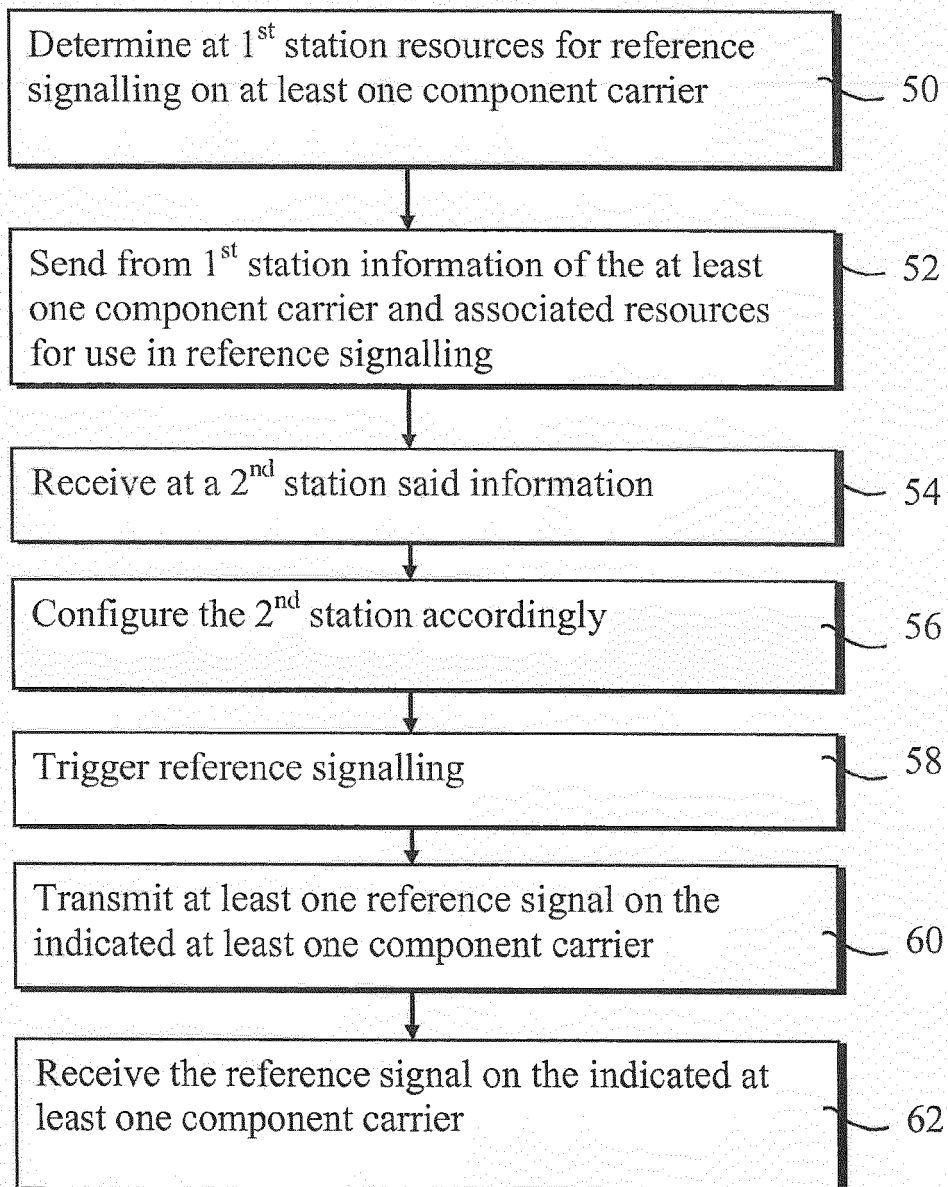 Determine at 1st station resources for reference
signalling on at least one component carrier
50
Send from 1st station information of the at least
one component carrier and associated resources
for use in reference signalling
52
Receive at a 2nd station said information
54
Configure the 2nd station accordingly
56
Trigger reference signalling
58
Transmit at least one reference signal on the
indicated at least one component carrier
60
Receive the reference signal on the indicated at
least one component carrier
62